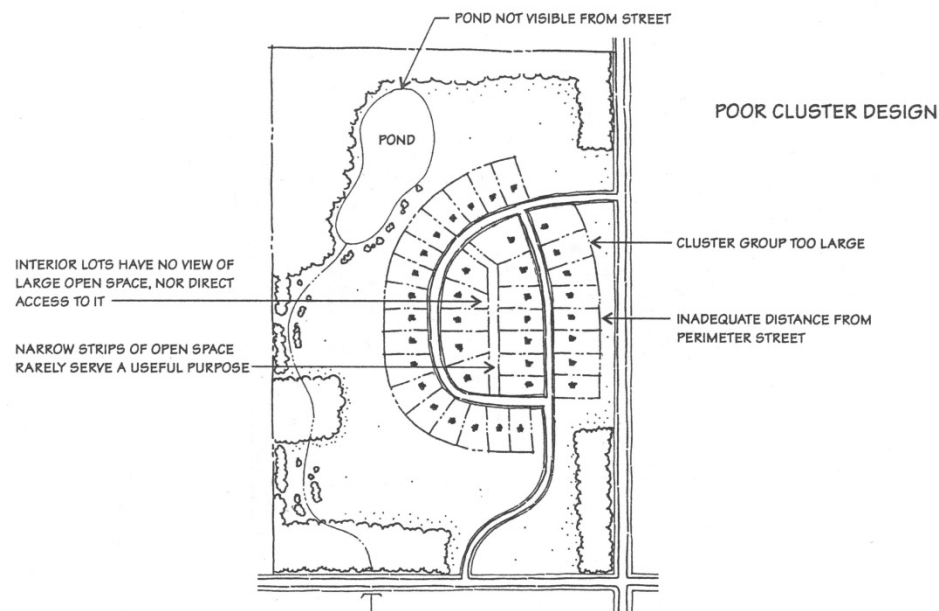 POND NOT VISIBLE FROM STREET
POOR CLUSTER DESIGN
POND
CLUSTER GROUP TOO LARGE
INTERIOR LOTS HAVE NO VIEW OF
LARGE OPEN SPACE, NOR DIRECT
ACCESS TO IT
INADEQUATE DISTANCE FROM
PERIMETER STREET
NARROW STRIPS OF OPEN SPACE
RARELY SERVE A USEFUL PURPOSE